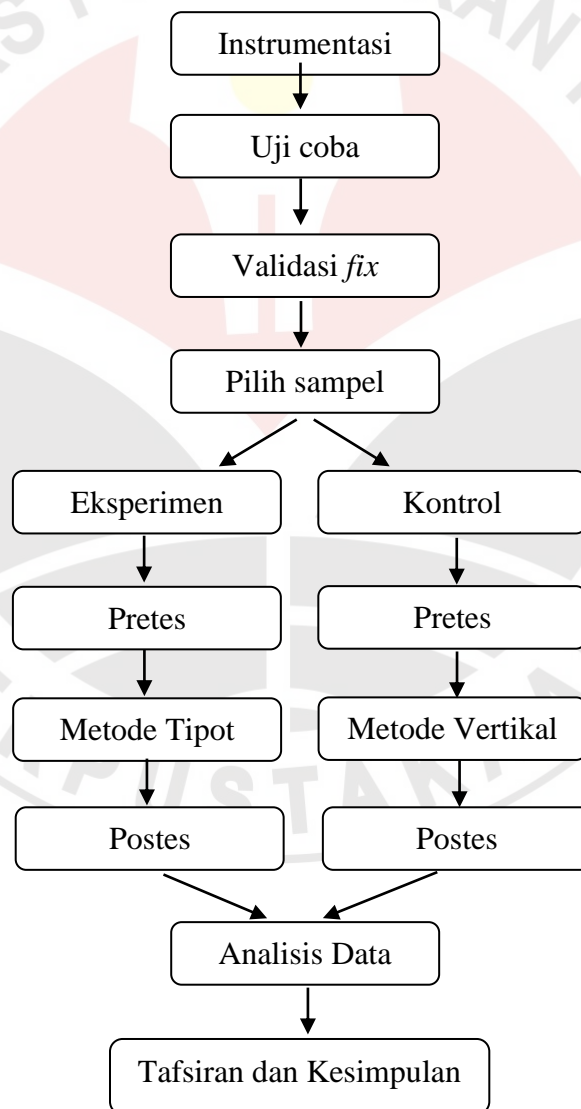 Instrumentasi
Uji coba
Validasi fix
Pilih sampel
Eksperimen
Kontrol
Pretes
Pretes
Metode Tipot
Metode Vertikal
Postes
Postes
Analisis Data
Tafsiran dan Kesimpulan